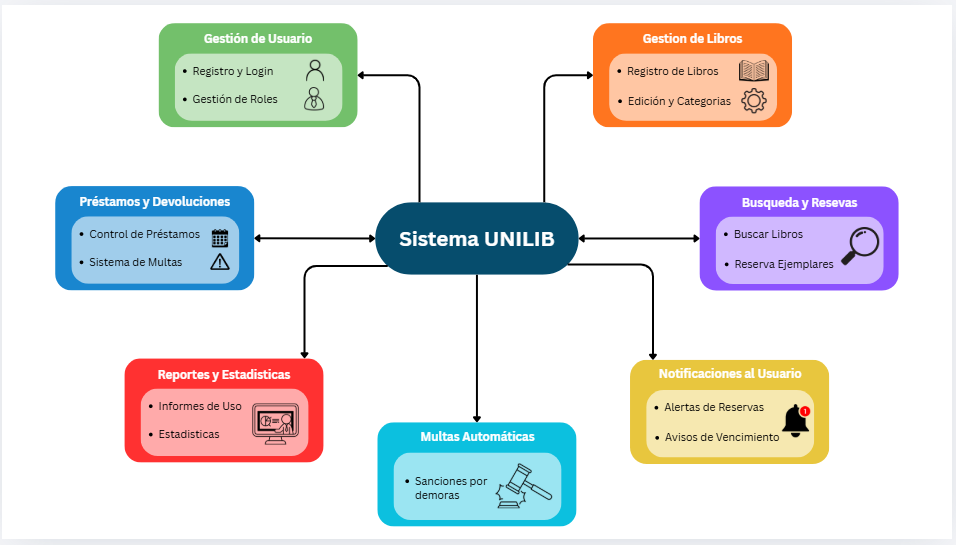 Gestión de Usuario
• Registro y Login
• Gestión de Roles
Gestion de Libros
• Registro de Libros
• Edición y Categorias
Préstamos y Devoluciones
• Control de Préstamos
• Sistema de Multas
Sistema UNILIB
Busqueda y Resevas
• Buscar Libros
• Reserva Ejemplares
Reportes y Estadisticas
• Informes de Uso
• Estadisticas
Multas Automáticas
• Sanciones por
demoras
Notificaciones al Usuario
• Alertas de Reservas
1
• Avisos de Vencimiento